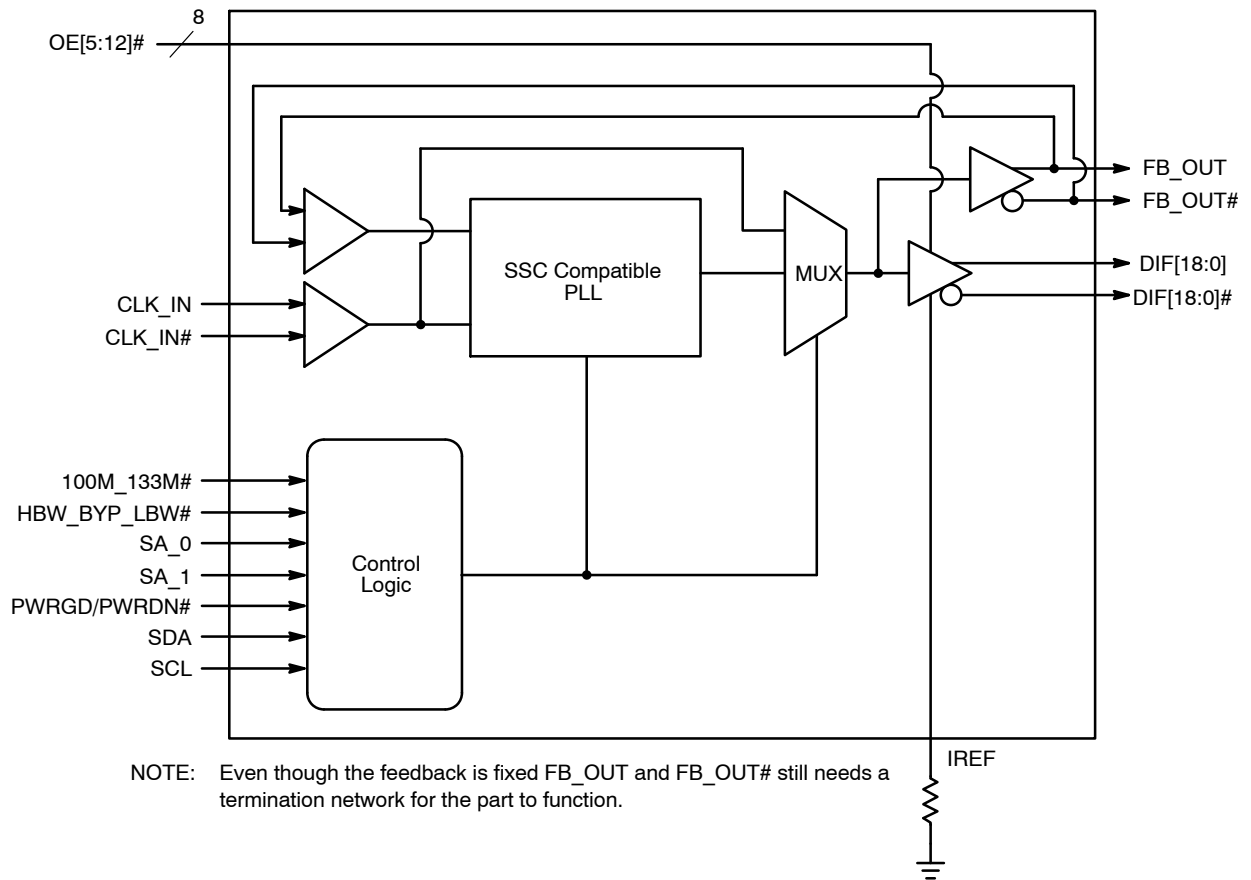 8
OE[5:12]#
FB_OUT
FB_OUT#
DIF[18:0]
DIF[18:0]#
SSC Compatible
PLL
MUX
CLK_IN
CLK_IN#
100M_133M#
HBW_BYP_LBW#
SA_0
SA_1
PWRGD/PWRDN#
SDA
SCL
Control
Logic
IREF
NOTE: Even though the feedback is fixed FB_OUT and FB_OUT# still needs a
termination network for the part to function.